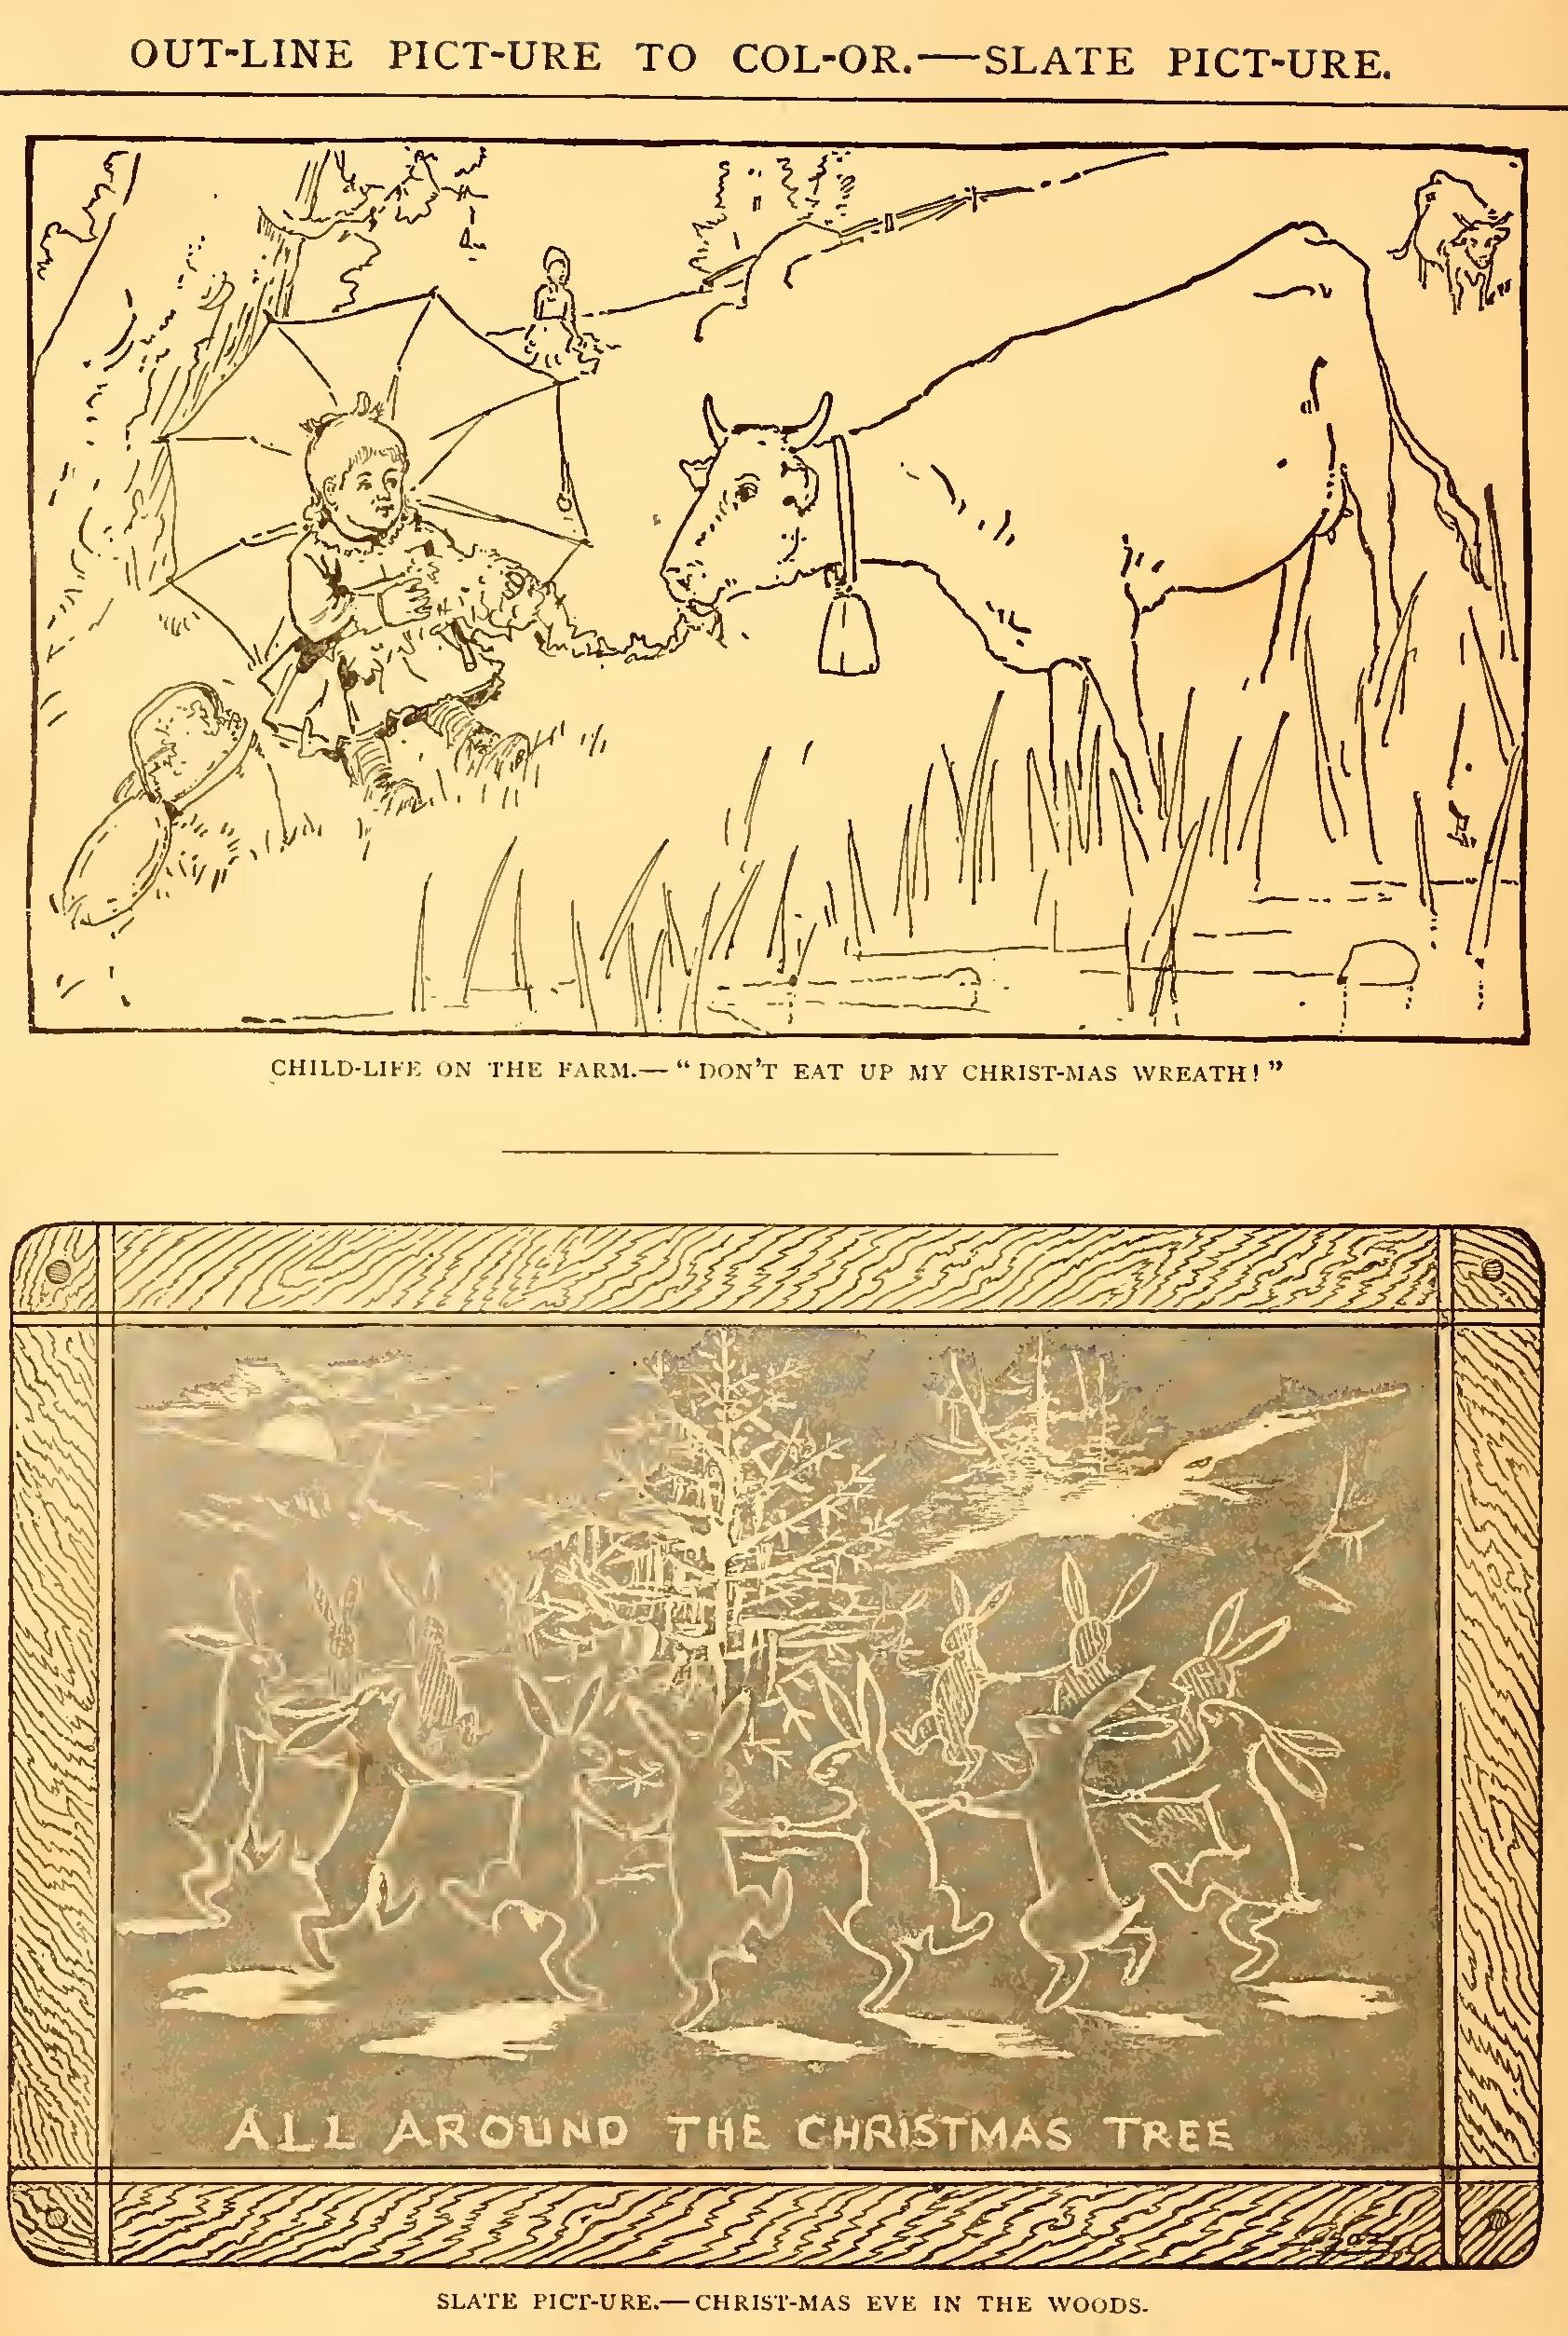 OUT-LINE PICT-URE TO COL-OR.—SLATE PICT-URE.
CHILD-LIFE ON THE FARM.—"DON'T EAT UP MY CHRIST-MAS WREATH!"
ALL AROUND THE CHRISTMAS TREE
SLATE PICT-URE.—CHRIST-MAS EVE IN THE WOODS.